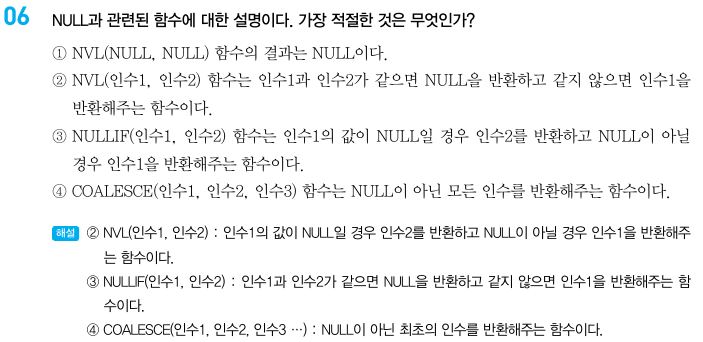 06 NULL과 관련된 함수에 대한 설명이다. 가장 적절한 것은 무엇인가?
① NVL(NULL, NULL) 함수의 결과는 NULL이다.
② NVL(인수1, 인수2) 함수는 인수1과 인수2가 같으면 NULL을 반환하고 같지 않으면 인수1을
반환해주는 함수이다.
③ NULLIF(인수1, 인수2) 함수는 인수1의 값이 NULL일 경우 인수2를 반환하고 NULL이 아닐
경우 인수1을 반환해주는 함수이다.
④ COALESCE(인수1, 인수2, 인수3) 함수는 NULL이 아닌 모든 인수를 반환해주는 함수이다.
해설 ② NVL(인수1, 인수2) : 인수1의 값이 NULL일 경우 인수2를 반환하고 NULL이 아닐 경우 인수1을 반환해주
는 함수이다.
③ NULLIF(인수1, 인수2) : 인수1과 인수2가 같으면 NULL을 반환하고 같지 않으면 인수1을 반환해주는 함
수이다.
④ COALESCE(인수1, 인수2, 인수3 …) : NULL이 아닌 최초의 인수를 반환해주는 함수이다.